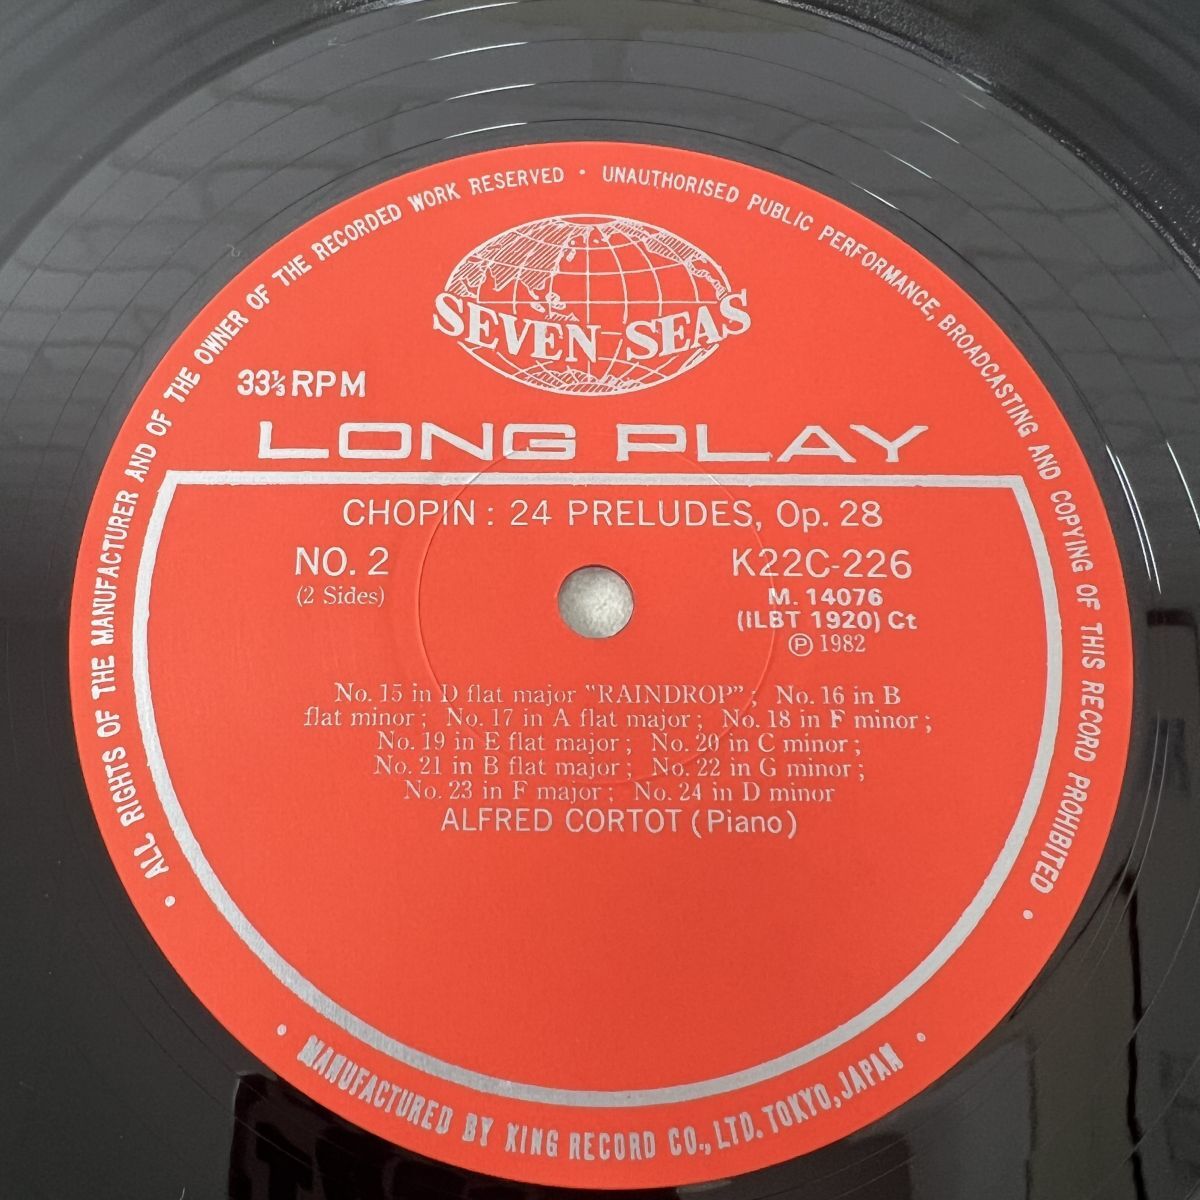 ALL RIGHTS OF THE MANUFACTURER AND OF THE OWNER OF THE RECORDED WORK RESERVED · UNAUTHORISED PUBLIC PERFORMANCE, BROADCASTING AND COPYING OF THIS RECORD PROHIBITED
SEVEN SEAS
33⅓ RPM
LONG PLAY
CHOPIN : 24 PRELUDES, Op. 28
NO. 2
(2 Sides)
K22C-226
M. 14076
(ILBT 1920) Ct
Ⓟ 1982
No. 15 in D flat major "RAINDROP" ; No. 16 in B
flat minor ; No. 17 in A flat major ; No. 18 in F minor ;
No. 19 in E flat major ; No. 20 in C minor ;
No. 21 in B flat major ; No. 22 in G minor ;
No. 23 in F major ; No. 24 in D minor
ALFRED CORTOT (Piano)
· MANUFACTURED BY KING RECORD CO., LTD. TOKYO, JAPAN ·